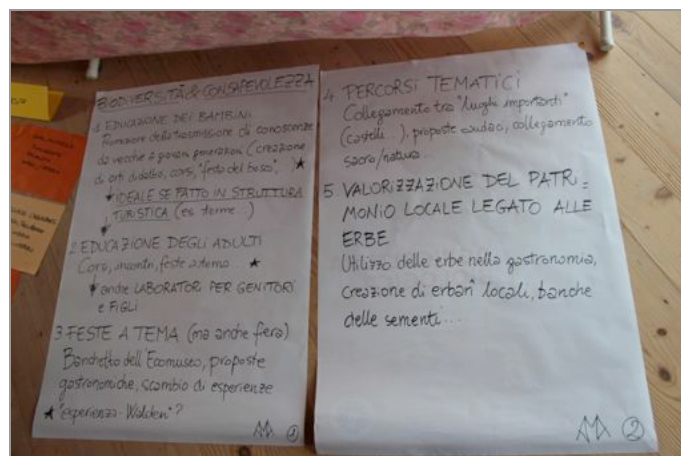 BIODIVERSITÀ & CONSAPEVOLEZZA
1 EDUCAZIONE DEI BAMBINI
Promozione della trasmissione di conoscenze
da vecchie a giovani generazioni (creazione
di orti didattici, corsi, "festa del bosco", ...) ★
IDEALE SE FATTO IN STRUTTURA
TURISTICA (es. terme...)
2 EDUCAZIONE DEGLI ADULTI
Corsi, incontri, feste a tema... ★
anche LABORATORI PER GENITORI
e FIGLI
3 FESTE A TEMA (ma anche fiera)
Banchetto dell'Ecomuseo, proposte
gastronomiche, scambio di esperienze
★ "esperienza-Walden"?
1
4 PERCORSI TEMATICI
Collegamento tra "luoghi importanti"
(castelli...), proposte, collegamento
sacro/natura...
5 VALORIZZAZIONE DEL PATRI=
MONIO LOCALE LEGATO ALLE
ERBE
Utilizzo delle erbe nella gastronomia,
creazione di erbari locali, banche
delle sementi...
2